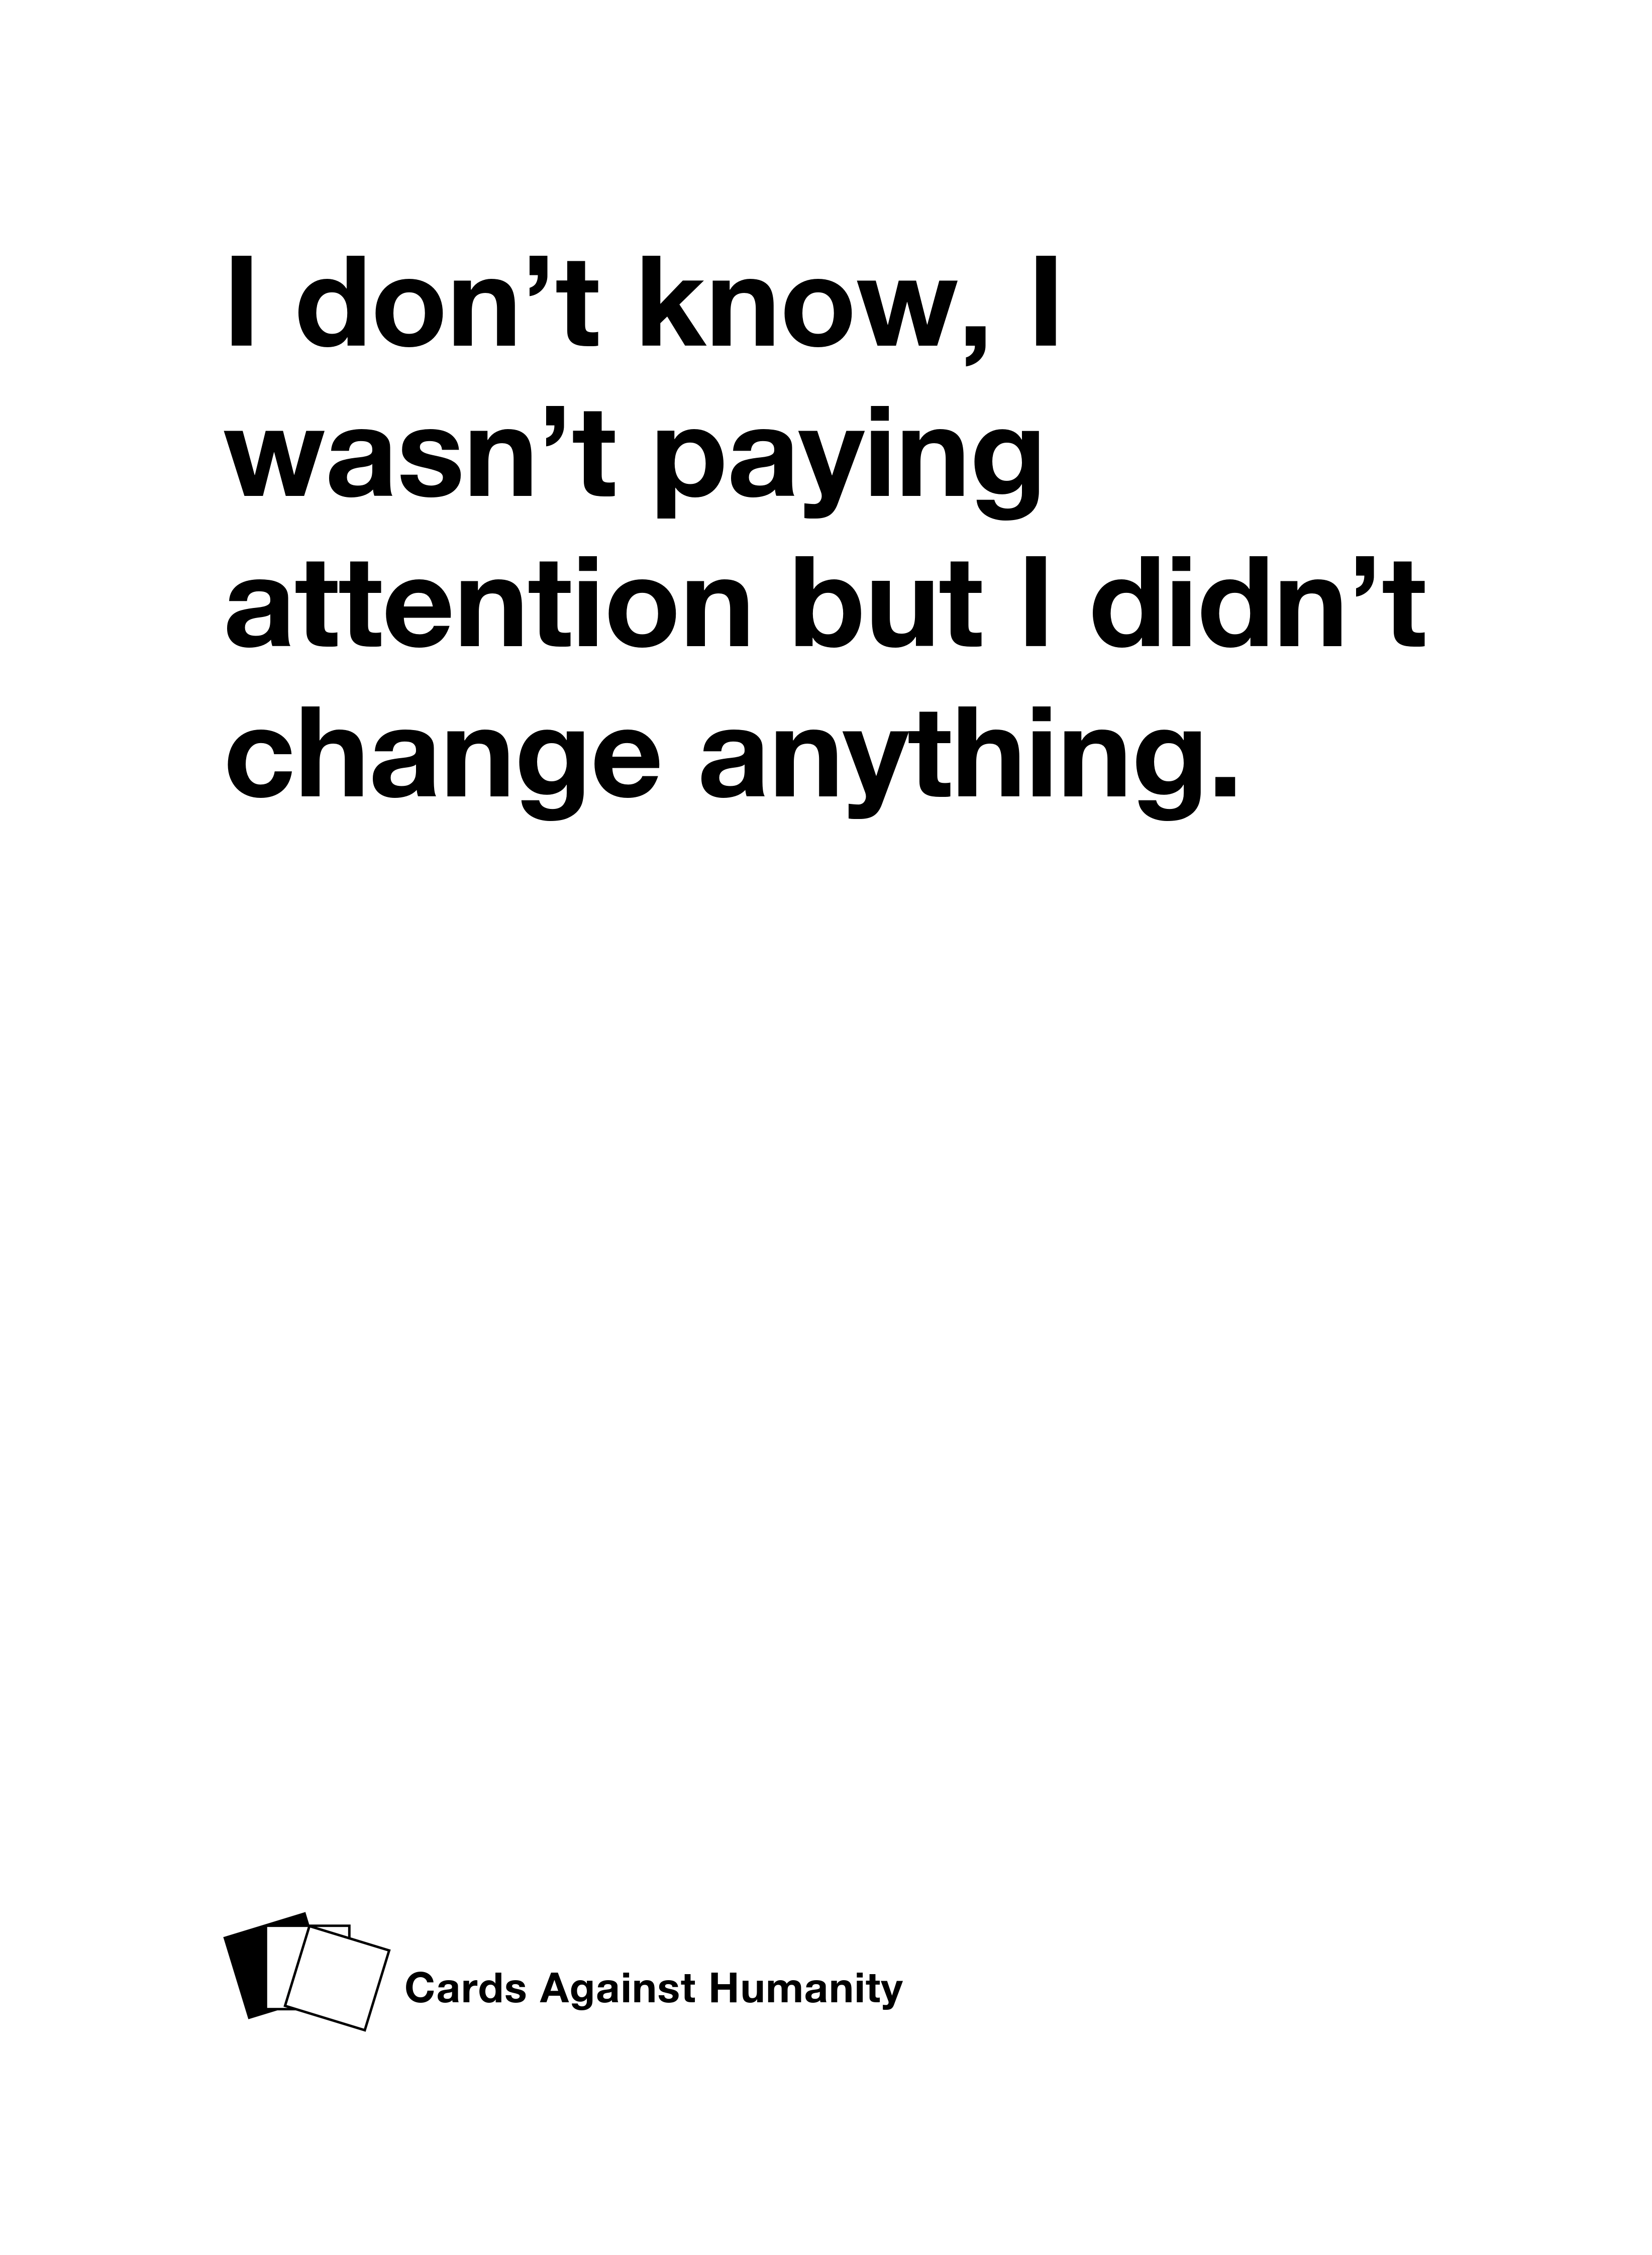 I don’t know, I
wasn’t paying
attention but I didn’t
change anything.
Cards Against Humanity